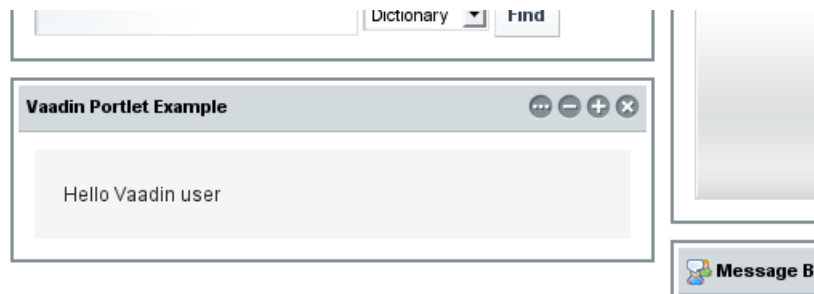 Dictionary Find
Vaadin Portlet Example
Hello Vaadin user
Message B